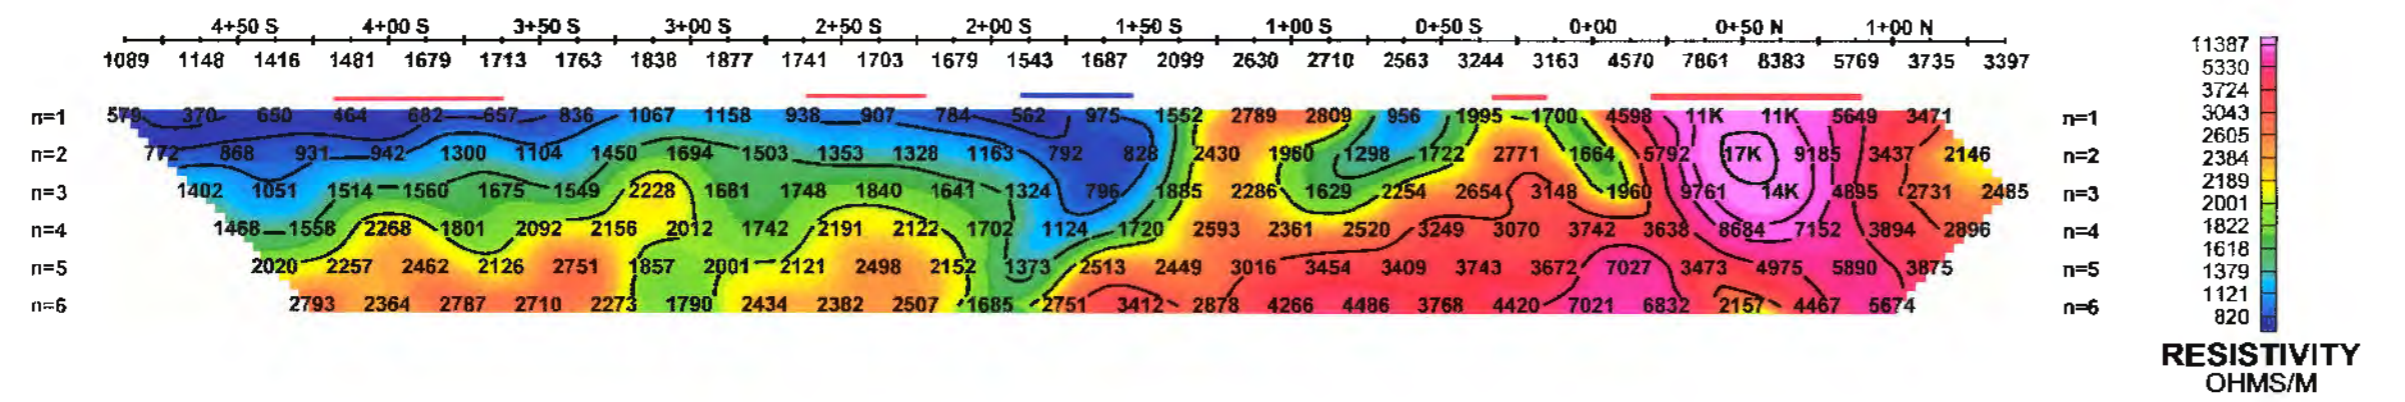 4+50 S 4+00 S 3+50 S 3+00 S 2+50 S 2+00 S 1+50 S 1+00 S 0+50 S 0+00 0+50 N 1+00 N
1089 1148 1416 1481 1679 1713 1763 1838 1877 1741 1703 1679 1543 1687 2099 2630 2710 2563 3244 3163 4570 7861 8383 5769 3735 3397
n=1 579 370 650 464 682 657 836 1067 1158 938 907 784 562 975 1552 2789 2809 956 1995 1700 4598 11K 11K 5649 3471 n=1
n=2 772 868 931 942 1300 1104 1450 1694 1503 1353 1328 1163 792 828 2430 1960 1298 1722 2771 1664 5792 17K 9185 3437 2146 n=2
n=3 1402 1051 1514 1560 1675 1549 2228 1681 1748 1840 1641 1324 796 1885 2286 1629 2254 2654 3148 1960 9761 14K 4895 2731 2485 n=3
n=4 1468 1558 2268 1801 2092 2156 2012 1742 2191 2122 1702 1124 1720 2593 2361 2520 3249 3070 3742 3638 8684 7152 3894 2896 n=4
n=5 2020 2257 2462 2126 2751 1857 2001 2121 2498 2152 1373 2513 2449 3016 3454 3409 3743 3672 7027 3473 4975 5890 3875 n=5
n=6 2793 2364 2787 2710 2273 1790 2434 2382 2507 1685 2751 3412 2878 4266 4486 3768 4420 7021 6832 2157 4467 5674 n=6
11387
5330
3724
3043
2605
2384
2189
2001
1822
1618
1379
1121
820
RESISTIVITY
OHMS/M